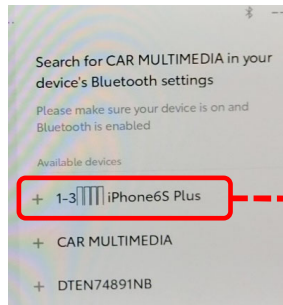 Search for CAR MULTIMEDIA in your
device's Bluetooth settings
Please make sure your device is on and
Bluetooth is enabled
Available devices
+ 1-3 iPhone6S Plus
+ CAR MULTIMEDIA
+ DTEN74891NB